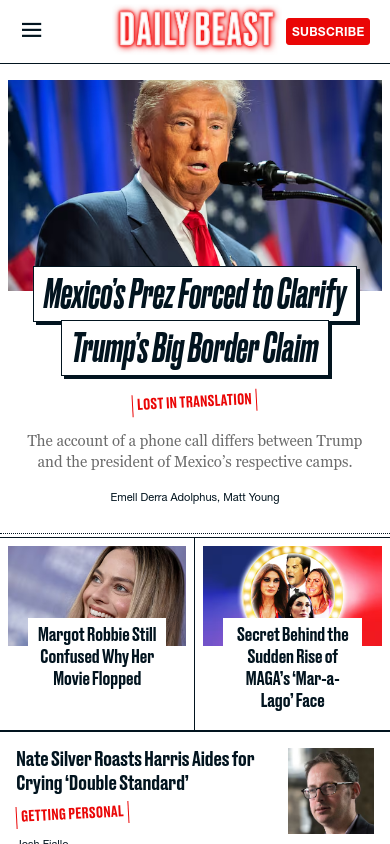 DAILY BEAST
SUBSCRIBE
Mexico's Prez Forced to Clarify
Trump's Big Border Claim
LOST IN TRANSLATION
The account of a phone call differs between Trump
and the president of Mexico's respective camps.
Emell Derra Adolphus, Matt Young
Margot Robbie Still
Confused Why Her
Movie Flopped
Secret Behind the
Sudden Rise of
MAGA's 'Mar-a-
Lago' Face
Nate Silver Roasts Harris Aides for
Crying 'Double Standard'
GETTING PERSONAL